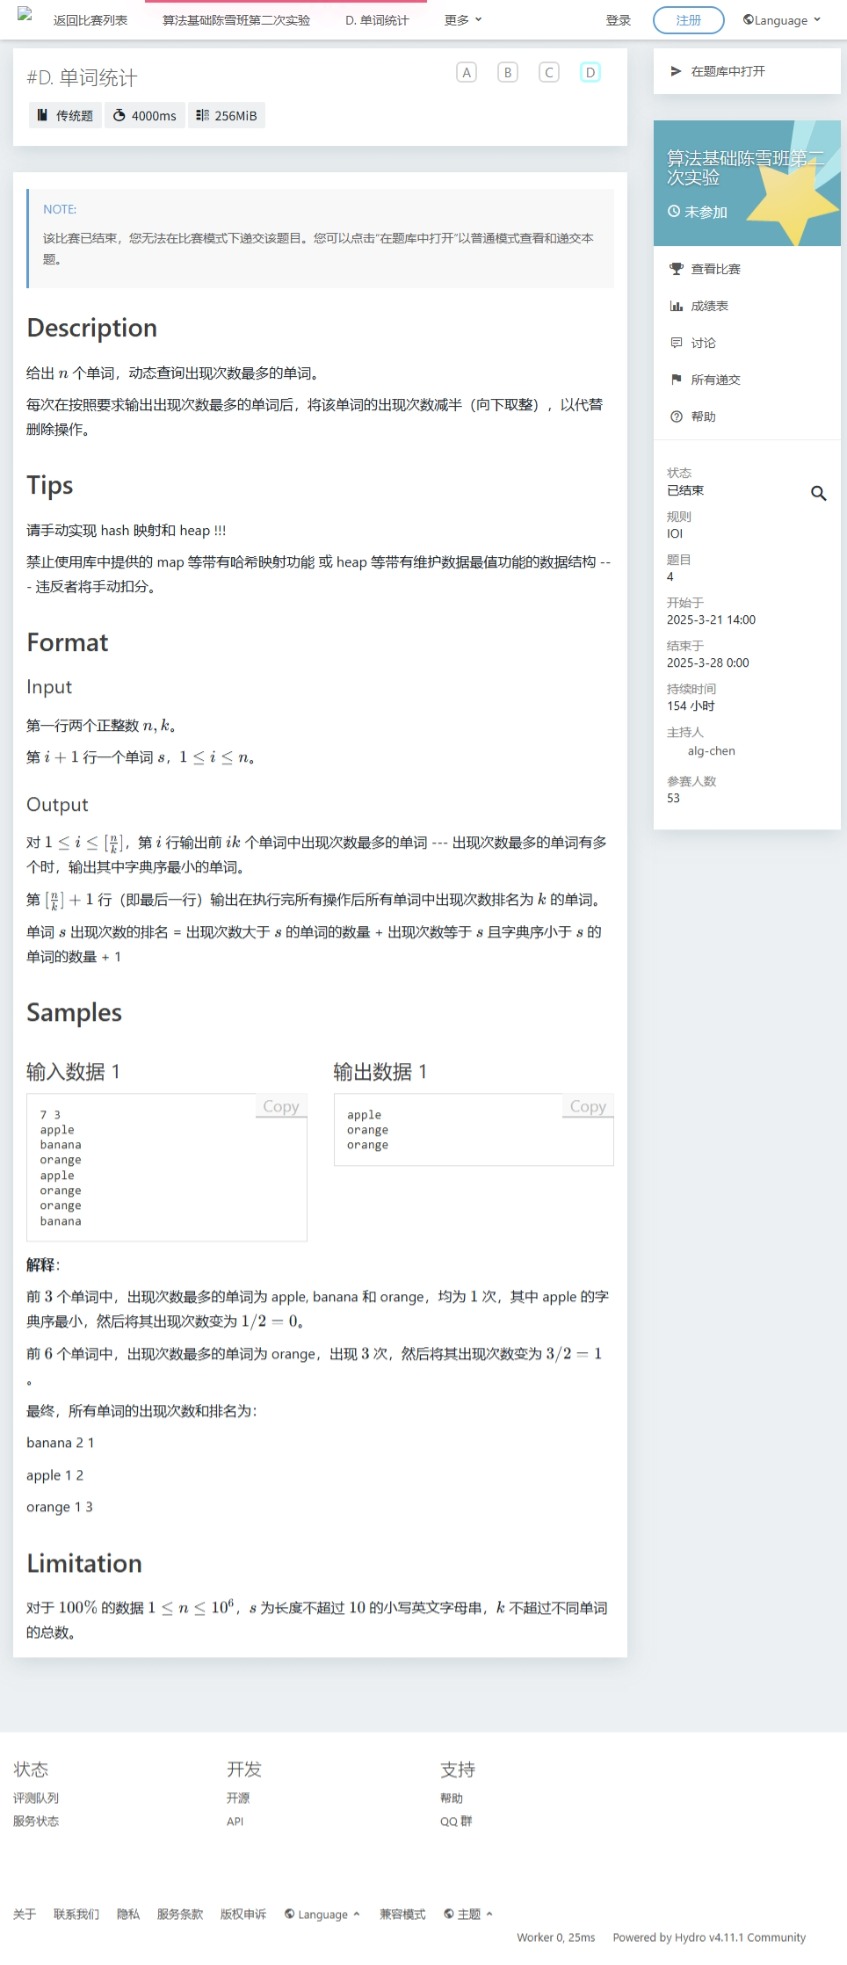 返回比赛列表 算法基础陈雪班第二次实验 D. 单词统计 更多 登录 注册 Language
#D. 单词统计
A B C D
传统题 4000ms 256MiB
NOTE:
该比赛已结束，您无法在比赛模式下递交该题目。您可以点击“在题库中打开”以普通模式查看和递交本
题。
Description
给出 n 个单词，动态查询出现次数最多的单词。
每次在按照要求输出出现次数最多的单词后，将该单词的出现次数减半（向下取整），以代替
删除操作。
Tips
请手动实现 hash 映射和 heap !!!
禁止使用库中提供的 map 等带有哈希映射功能 或 heap 等带有维护数据最值功能的数据结构 --
- 违反者将手动扣分。
Format
Input
第一行两个正整数 n, k。
第 i + 1 行一个单词 s，1 ≤ i ≤ n。
Output
对 1 ≤ i ≤ [n/k]，第 i 行输出前 ik 个单词中出现次数最多的单词 --- 出现次数最多的单词有多
个时，输出其中字典序最小的单词。
第 [n/k] + 1 行（即最后一行）输出在执行完所有操作后所有单词中出现次数排名为 k 的单词。
单词 s 出现次数的排名 = 出现次数大于 s 的单词的数量 + 出现次数等于 s 且字典序小于 s 的
单词的数量 + 1
Samples
输入数据 1
Copy
7 3
apple
banana
orange
apple
orange
orange
banana
输出数据 1
Copy
apple
orange
orange
解释：
前 3 个单词中，出现次数最多的单词为 apple, banana 和 orange，均为 1 次，其中 apple 的字
典序最小，然后将其出现次数变为 1/2 = 0。
前 6 个单词中，出现次数最多的单词为 orange，出现 3 次，然后将其出现次数变为 3/2 = 1
。
最终，所有单词的出现次数和排名为：
banana 2 1
apple 1 2
orange 1 3
Limitation
对于 100% 的数据 1 ≤ n ≤ 10^6，s 为长度不超过 10 的小写英文字母串，k 不超过不同单词
的总数。
在题库中打开
算法基础陈雪班第二
次实验
未参加
查看比赛
成绩表
讨论
所有递交
帮助
状态
已结束
规则
IOI
题目
4
开始于
2025-3-21 14:00
结束于
2025-3-28 0:00
持续时间
154 小时
主持人
alg-chen
参赛人数
53
状态
评测队列
服务状态
开发
开源
API
支持
帮助
QQ 群
关于 联系我们 隐私 服务条款 版权申诉 Language 兼容模式 主题
Worker 0, 25ms Powered by Hydro v4.11.1 Community